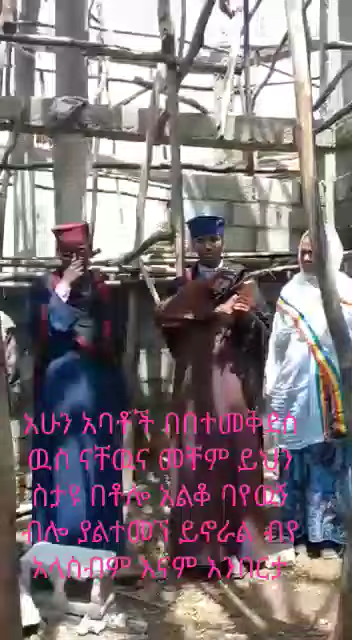 አሁን አባቶች በበተመቅደስ
ዉስ ናቸዉና መቸም ይህን
ስታዩ በቶሎ አልቆ ባየዉኝ
ብሎ ያልተመኘ ይኖራል ብየ
አላስብም እናም እንበርታ